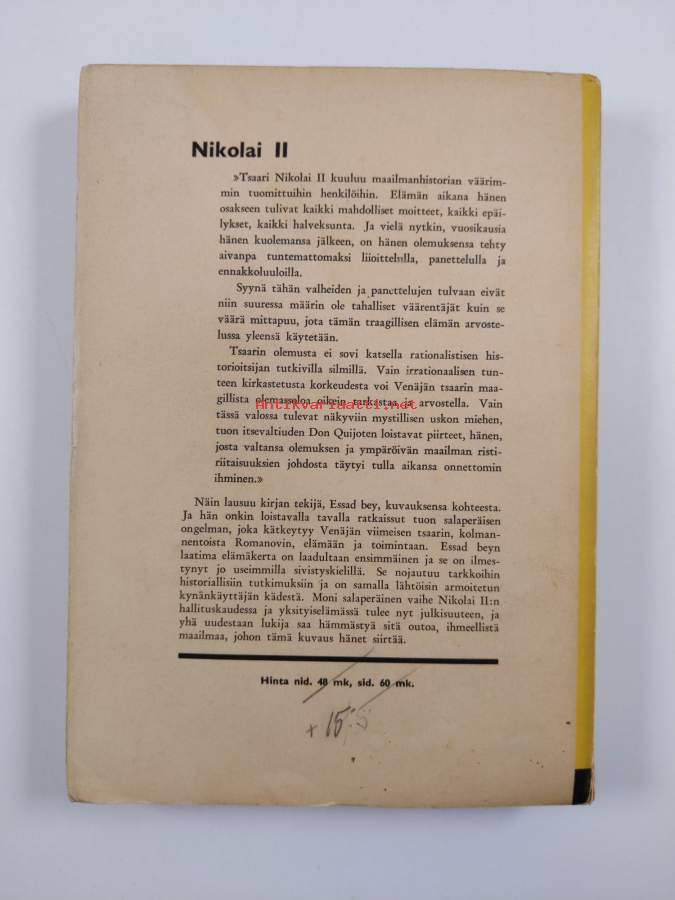 Nikolai II
»Tsaari Nikolai II kuuluu maailmanhistorian väärim-
min tuomittuihin henkilöihin. Elämän aikana hänen
osakseen tulivat kaikki mahdolliset moitteet, kaikki epäi-
lykset, kaikki halveksunta. Ja vielä nytkin, vuosikausia
hänen kuolemansa jälkeen, on hänen olemuksensa tehty
aivanpa tuntemattomaksi liioittelulla, panettelulla ja
ennakkoluuloilla.
Syynä tähän valheiden ja panettelujen tulvaan eivät
niin suuressa määrin ole tahalliset väärentäjät kuin se
väärä mittapuu, jota tämän traagillisen elämän arvoste-
lussa yleensä käytetään.
Tsaarin olemusta ei sovi katsella rationalistisen his-
torioitsijan tutkivilla silmillä. Vain irrationaalisen tun-
teen kirkastetusta korkeudesta voi Venäjän tsaarin maa-
gillista olemassoloa oikein tarkastaa ja arvostella. Vain
Antikvariaatti.net
tässä valossa tulevat näkyviin mystillisen uskon miehen,
tuon itsevaltiuden Don Quijoten loistavat piirteet, hänen,
josta valtansa olemuksen ja ympäröivän maailman risti-
riitaisuuksien johdosta täytyi tulla aikansa onnettomin
ihminen.»
Näin lausuu kirjan tekijä, Essad bey, kuvauksensa kohteesta.
Ja hän onkin loistavalla tavalla ratkaissut tuon salaperäisen
ongelman, joka kätkeytyy Venäjän viimeisen tsaarin, kolman-
nentoista Romanovin, elämään ja toimintaan. Essad beyn
laatima elämäkerta on laadultaan ensimmäinen ja se on ilmes-
tynyt jo useimmilla sivistyskielillä. Se nojautuu tarkkoihin
historiallisiin tutkimuksiin ja on samalla lähtöisin armoitetun
kynänkäyttäjän kädestä. Moni salaperäinen vaihe Nikolai II:n
hallituskaudessa ja yksityiselämässä tulee nyt julkisuuteen, ja
yhä uudestaan lukija saa hämmästyä sitä outoa, ihmeellistä
maailmaa, johon tämä kuvaus hänet siirtää.
Hinta nid. 48 mk, sid. 60 mk.